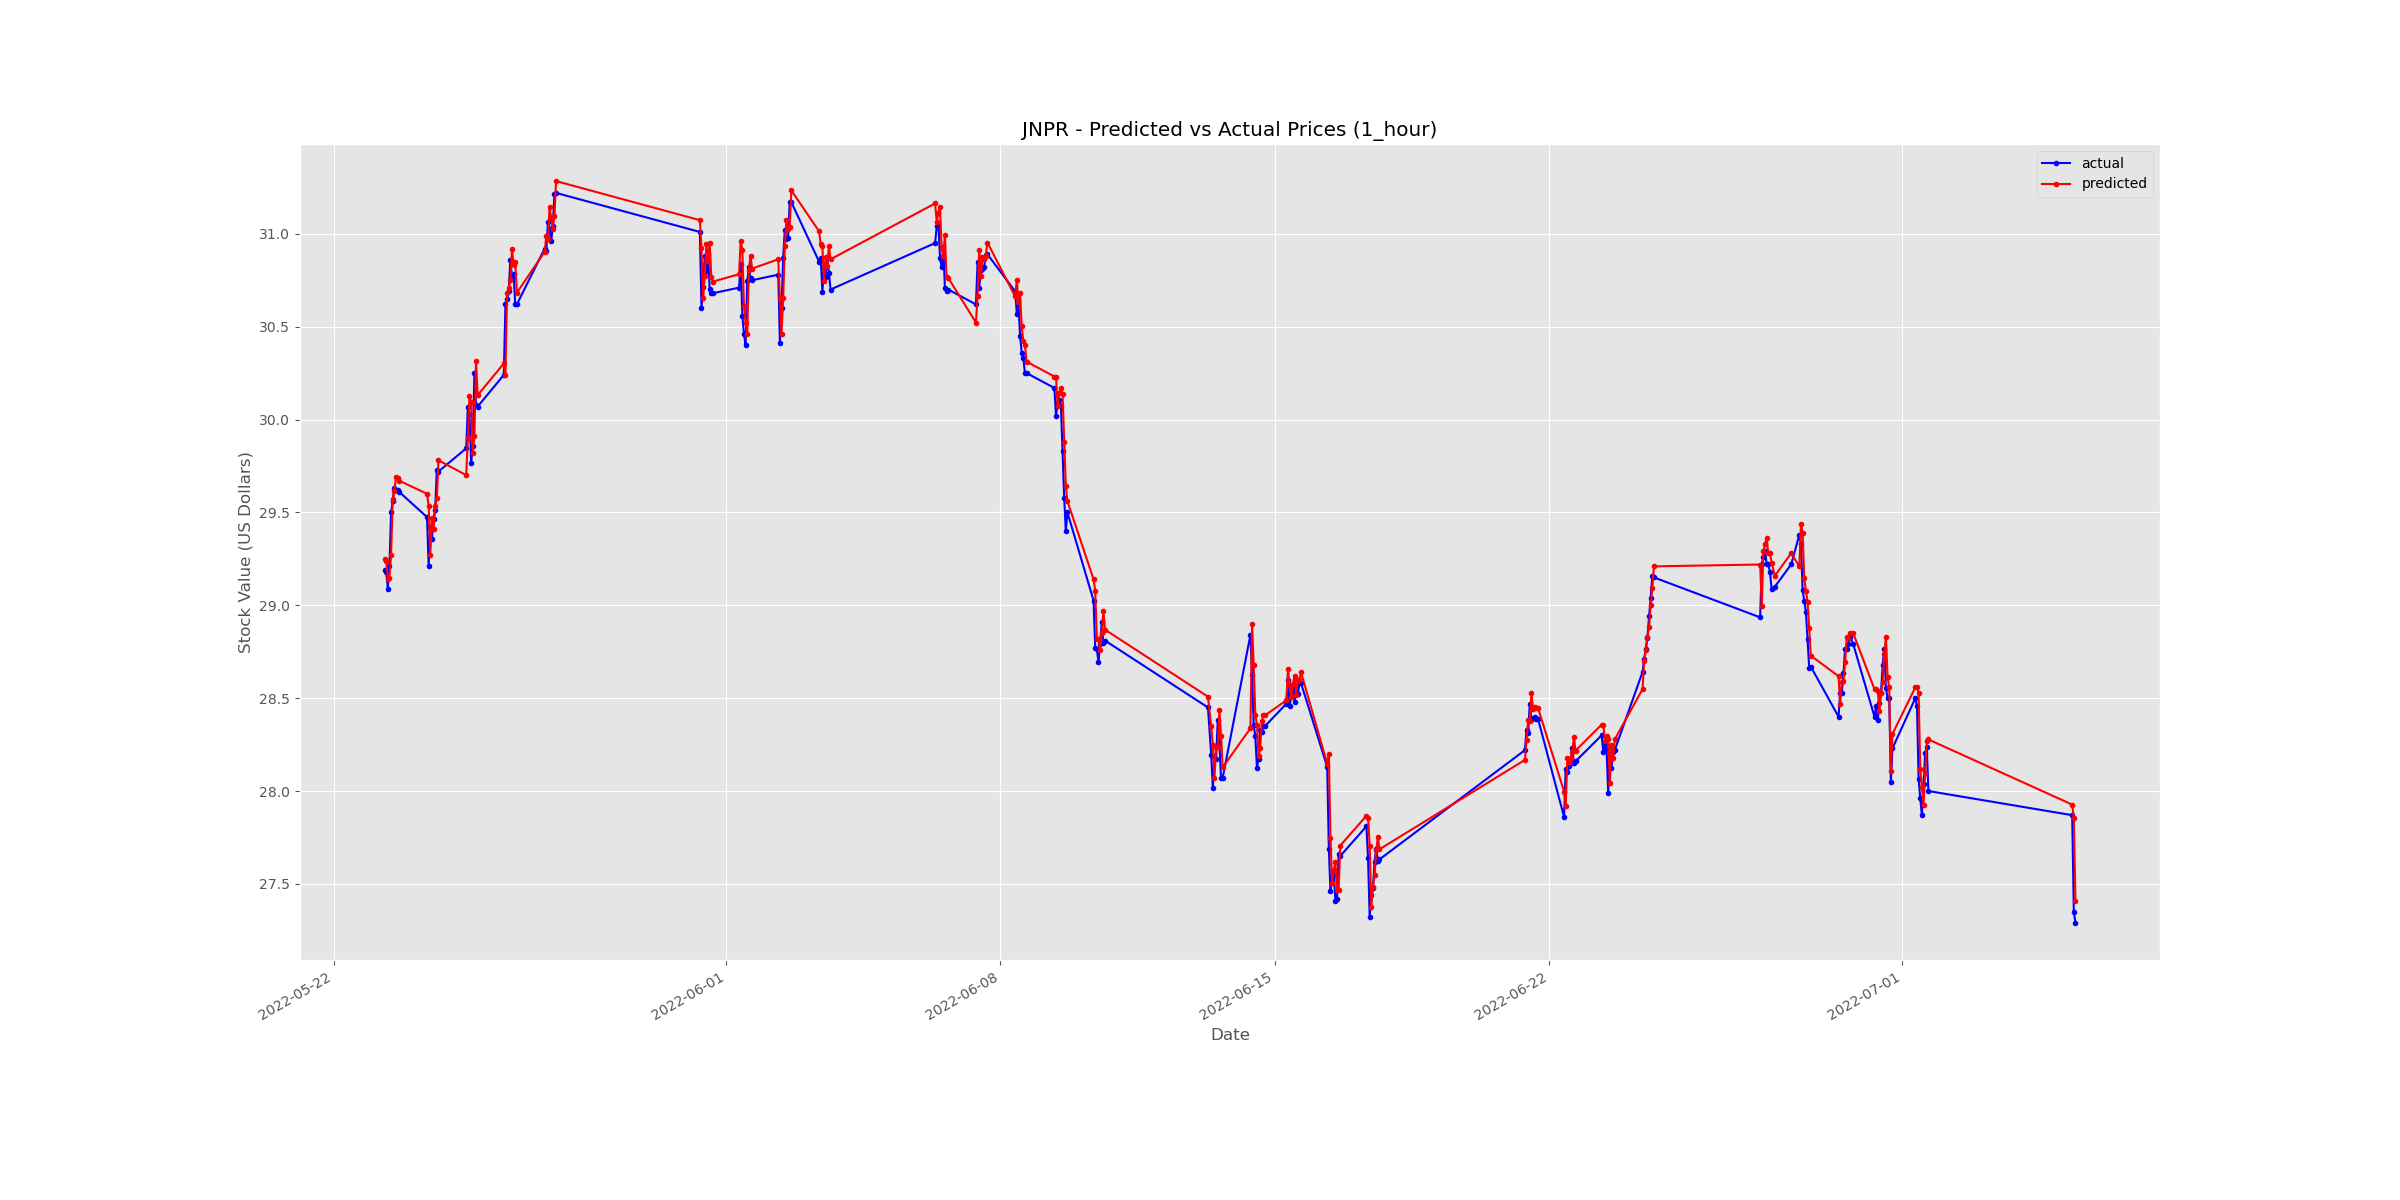 JNPR - Predicted vs Actual Prices (1_hour)
actual
predicted
Stock Value (US Dollars)
31.0
30.5
30.0
29.5
29.0
28.5
28.0
27.5
2022-05-22
2022-06-01
2022-06-08
2022-06-15
2022-06-22
2022-07-01
Date